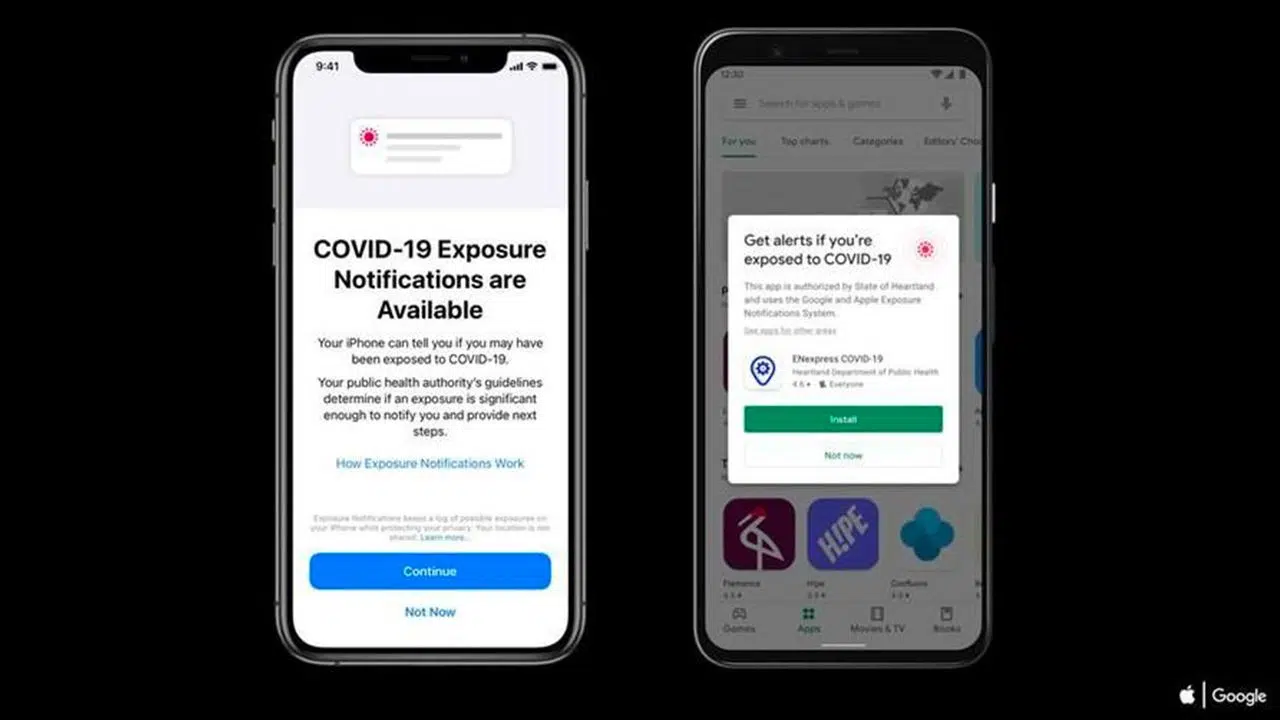 9:41
COVID-19 Exposure
Notifications are
Available
Your iPhone can tell you if you may have
been exposed to COVID-19.
Your public health authority's guidelines
determine if an exposure is significant
enough to notify you and provide next
steps.
How Exposure Notifications Work
Exposure Notifications keeps a log of possible exposures on
your iPhone while protecting your privacy. Your location is not
shared. Learn more...
Continue
Not Now
12:30
Search for apps & games
For you Top charts Categories Editors' Choi
Get alerts if you're
exposed to COVID-19
This app is authorized by State of Heartland
and uses the Google and Apple Exposure
Notifications System.
See apps for other areas
ENexpress COVID-19
Heartland Department of Public Health
4.6 Everyone
Install
Not now
H!PE
Hipe
Games Apps Movies & TV Books
Google